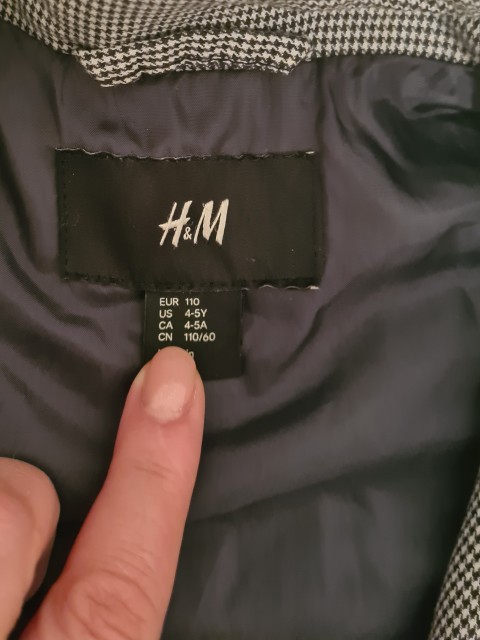 H&M
EUR 110
US 4-5Y
CA 4-5A
CN 110/60